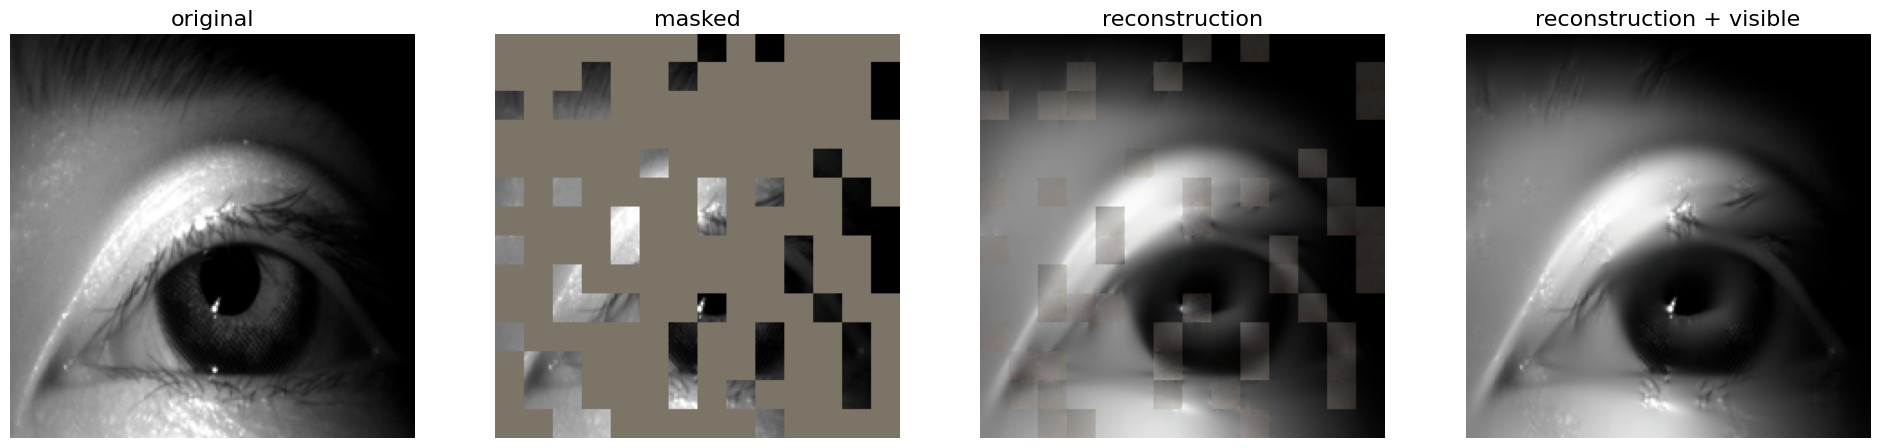 original
masked
reconstruction
reconstruction + visible